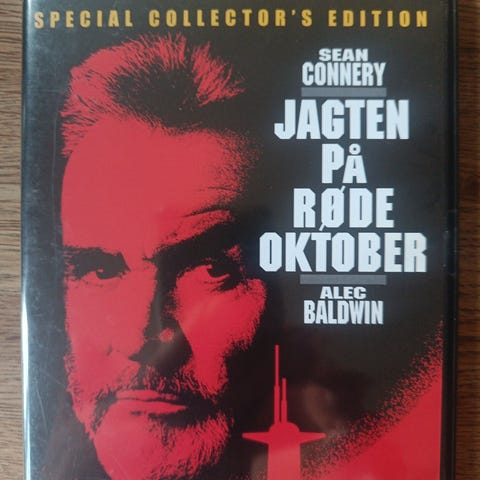 SPECIAL COLLECTOR'S EDITION
SEAN
CONNERY
JAGTEN
PÅ
RØDE
OKTOBER
ALEC
BALDWIN